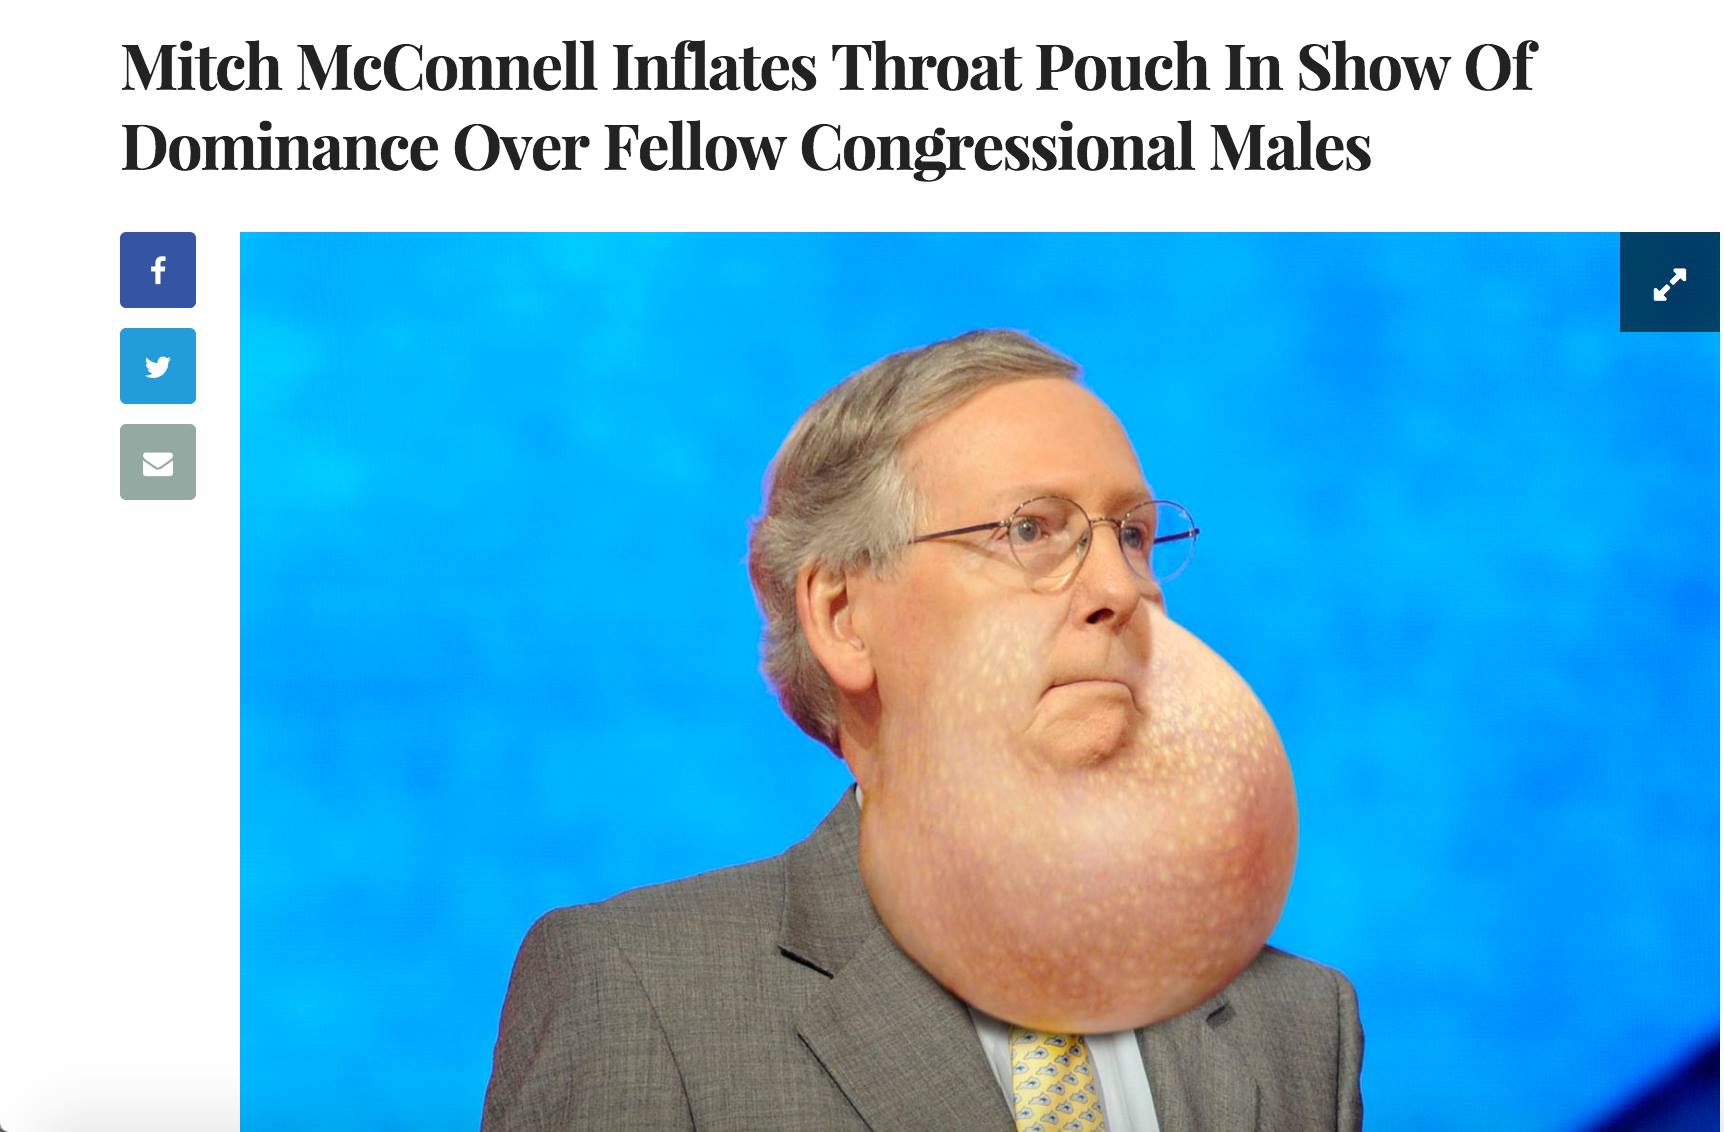 Mitch McConnell Inflates Throat Pouch In Show Of
Dominance Over Fellow Congressional Males